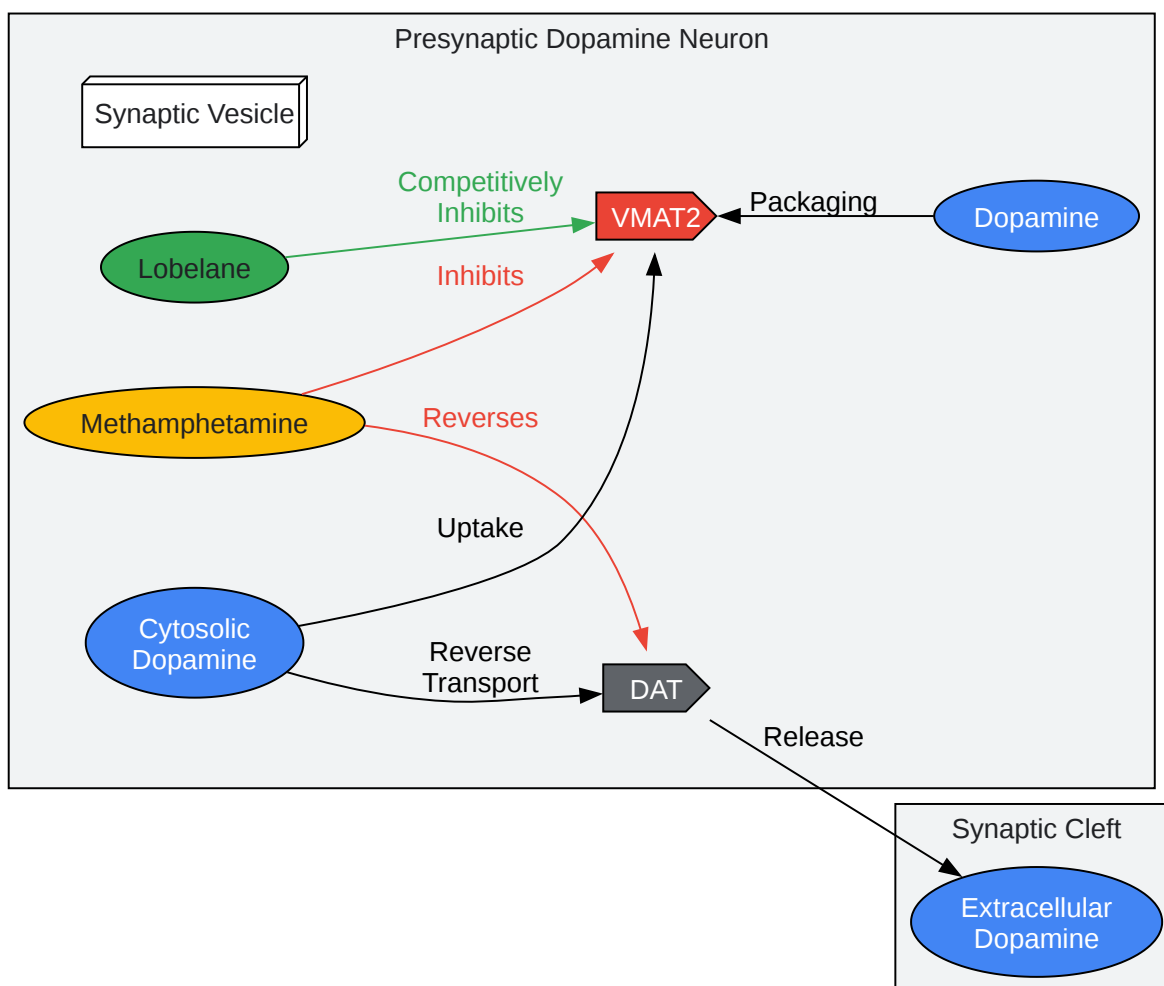 Presynaptic Dopamine Neuron
Synaptic Vesicle
Competitively
Inhibits
VMAT2
Packaging
Dopamine
Lobelane
Inhibits
Methamphetamine
Reverses
Uptake
Cytosolic
Dopamine
Reverse
Transport
DAT
Release
Synaptic Cleft
Extracellular
Dopamine